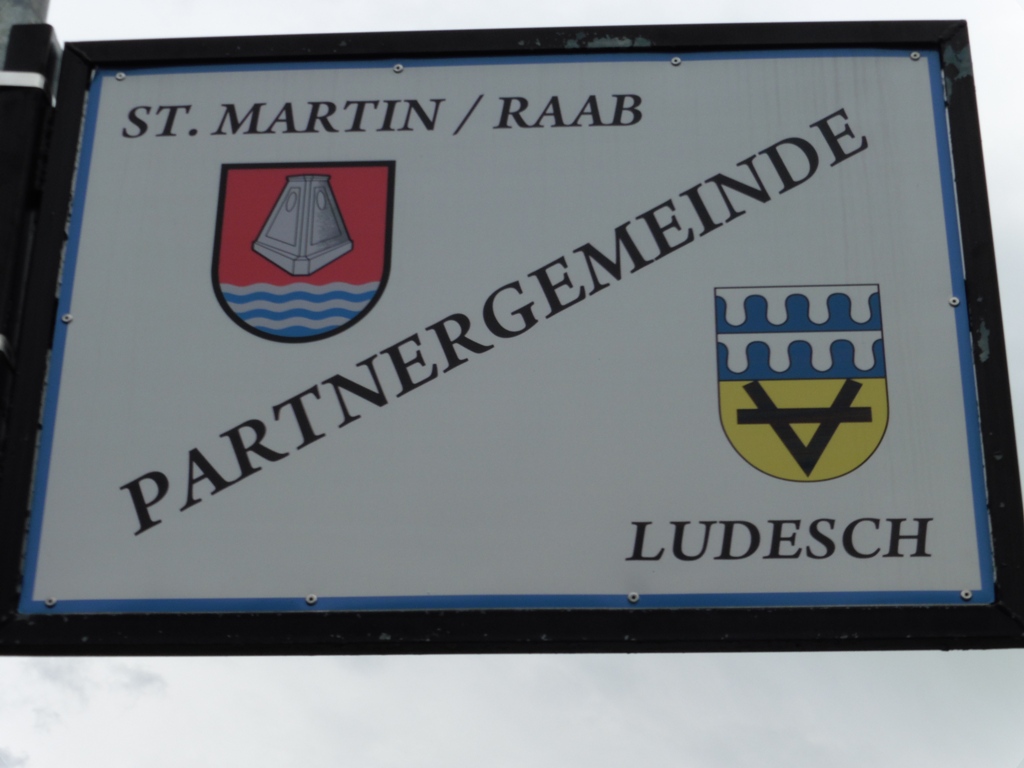 ST. MARTIN / RAAB
PARTNERGEMEINDE
LUDESCH